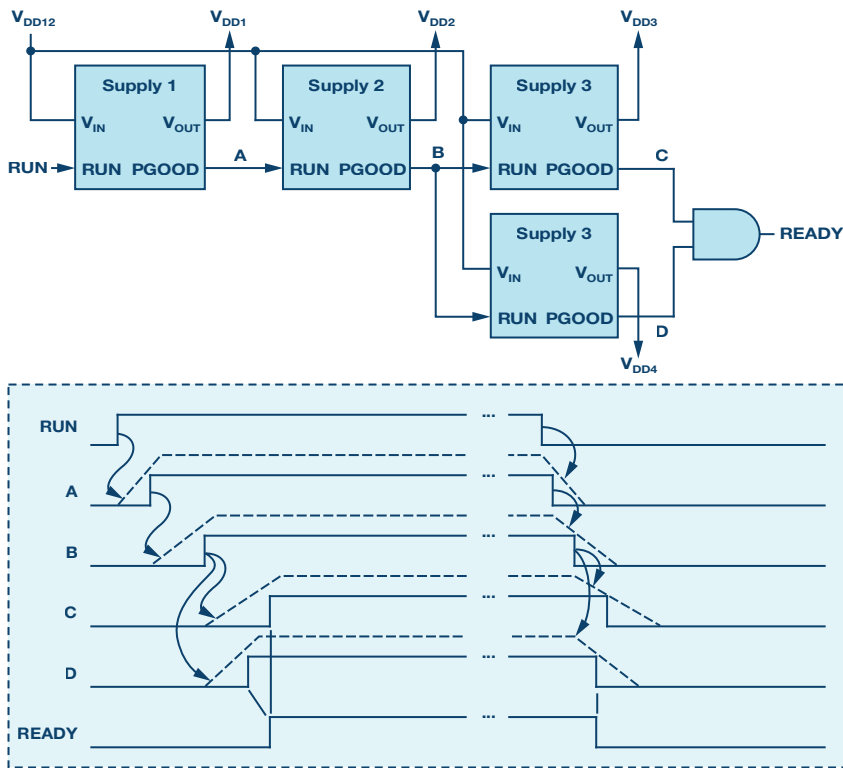 VDD12 VDD1 VDD2 VDD3
Supply 1 Supply 2 Supply 3
VIN VOUT VIN VOUT VIN VOUT
RUN RUN PGOOD A RUN PGOOD B RUN PGOOD C
READY
Supply 3
VIN VOUT
RUN PGOOD D
VDD4
RUN ...
A ...
B ...
C ...
D ...
READY ...